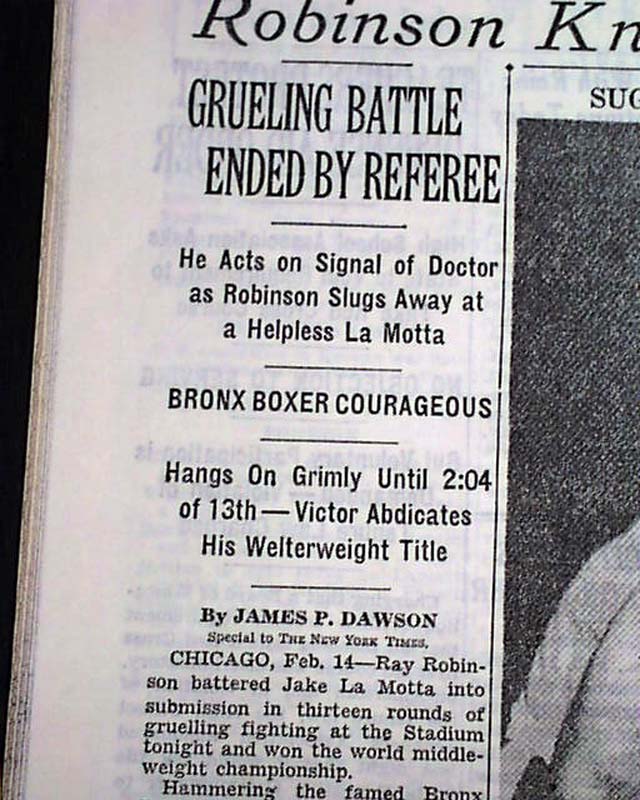 Robinson Kn
SUG
GRUELING BATTLE
ENDED BY REFEREE
He Acts on Signal of Doctor
as Robinson Slugs Away at
a Helpless La Motta
BRONX BOXER COURAGEOUS
Hangs On Grimly Until 2:04
of 13th—Victor Abdicates
His Welterweight Title
By JAMES P. DAWSON
Special to THE NEW YORK TIMES.
CHICAGO, Feb. 14—Ray Robin-
son battered Jake La Motta into
submission in thirteen rounds of
gruelling fighting at the Stadium
tonight and won the world middle-
weight championship.
Hammering the famed Bronx